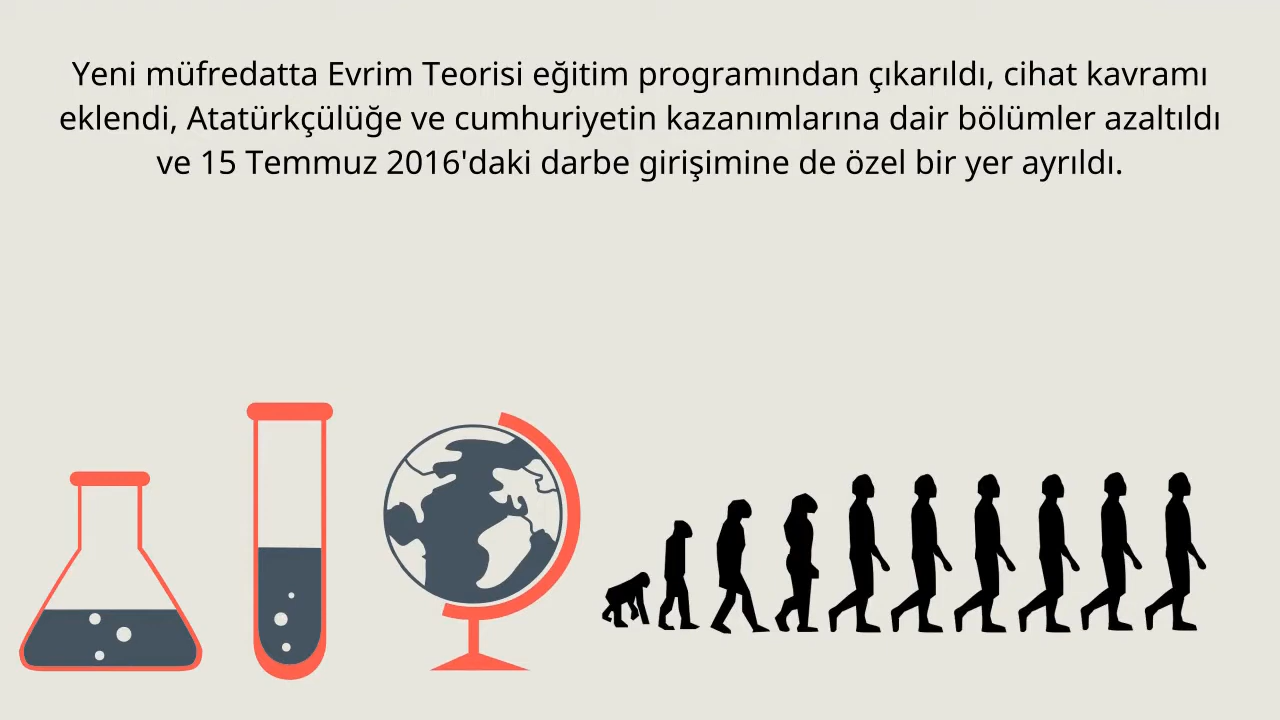 Yeni müfredatta Evrim Teorisi eğitim programından çıkarıldı, cihat kavramı
eklendi, Atatürkçülüğe ve cumhuriyetin kazanımlarına dair bölümler azaltıldı
ve 15 Temmuz 2016'daki darbe girişimine de özel bir yer ayrıldı.